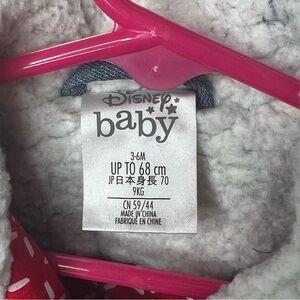 Disney
baby
3-6M
UP TO 68 cm
JP日本身長 70
9KG
CN 59/44
MADE IN CHINA
FABRIQUÉ EN CHINE